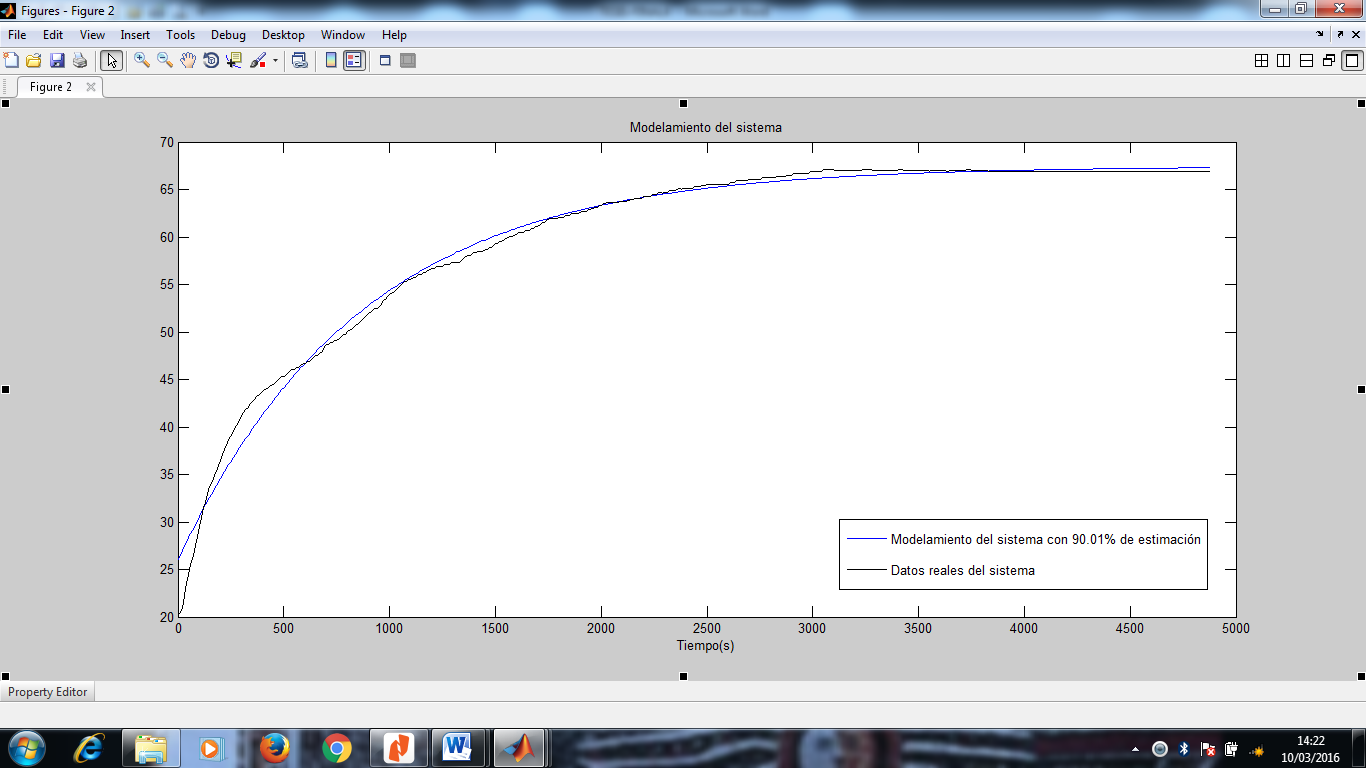 Figures - Figure 2
File Edit View Insert Tools Debug Desktop Window Help
Figure 2
Modelamiento del sistema
70
65
60
55
50
45
40
35
30
25
20
0 500 1000 1500 2000 2500 3000 3500 4000 4500 5000
Tiempo(s)
Modelamiento del sistema con 90.01% de estimación
Datos reales del sistema
Property Editor
14:22
10/03/2016